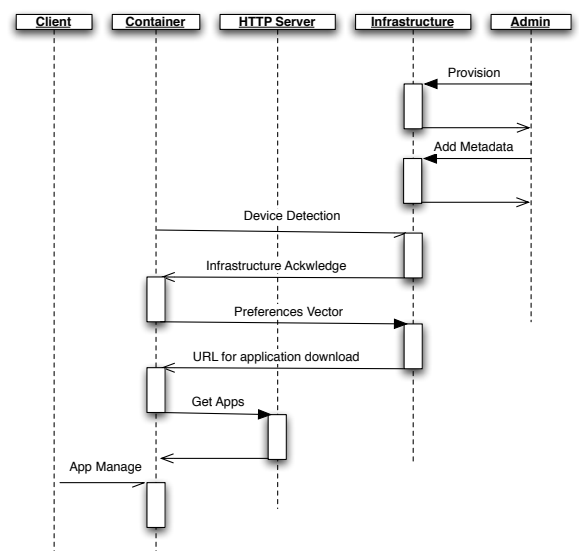 Client
Container
HTTP Server
Infrastructure
Admin
Provision
Add Metadata
Device Detection
Infrastructure Ackwledge
Preferences Vector
URL for application download
Get Apps
App Manage